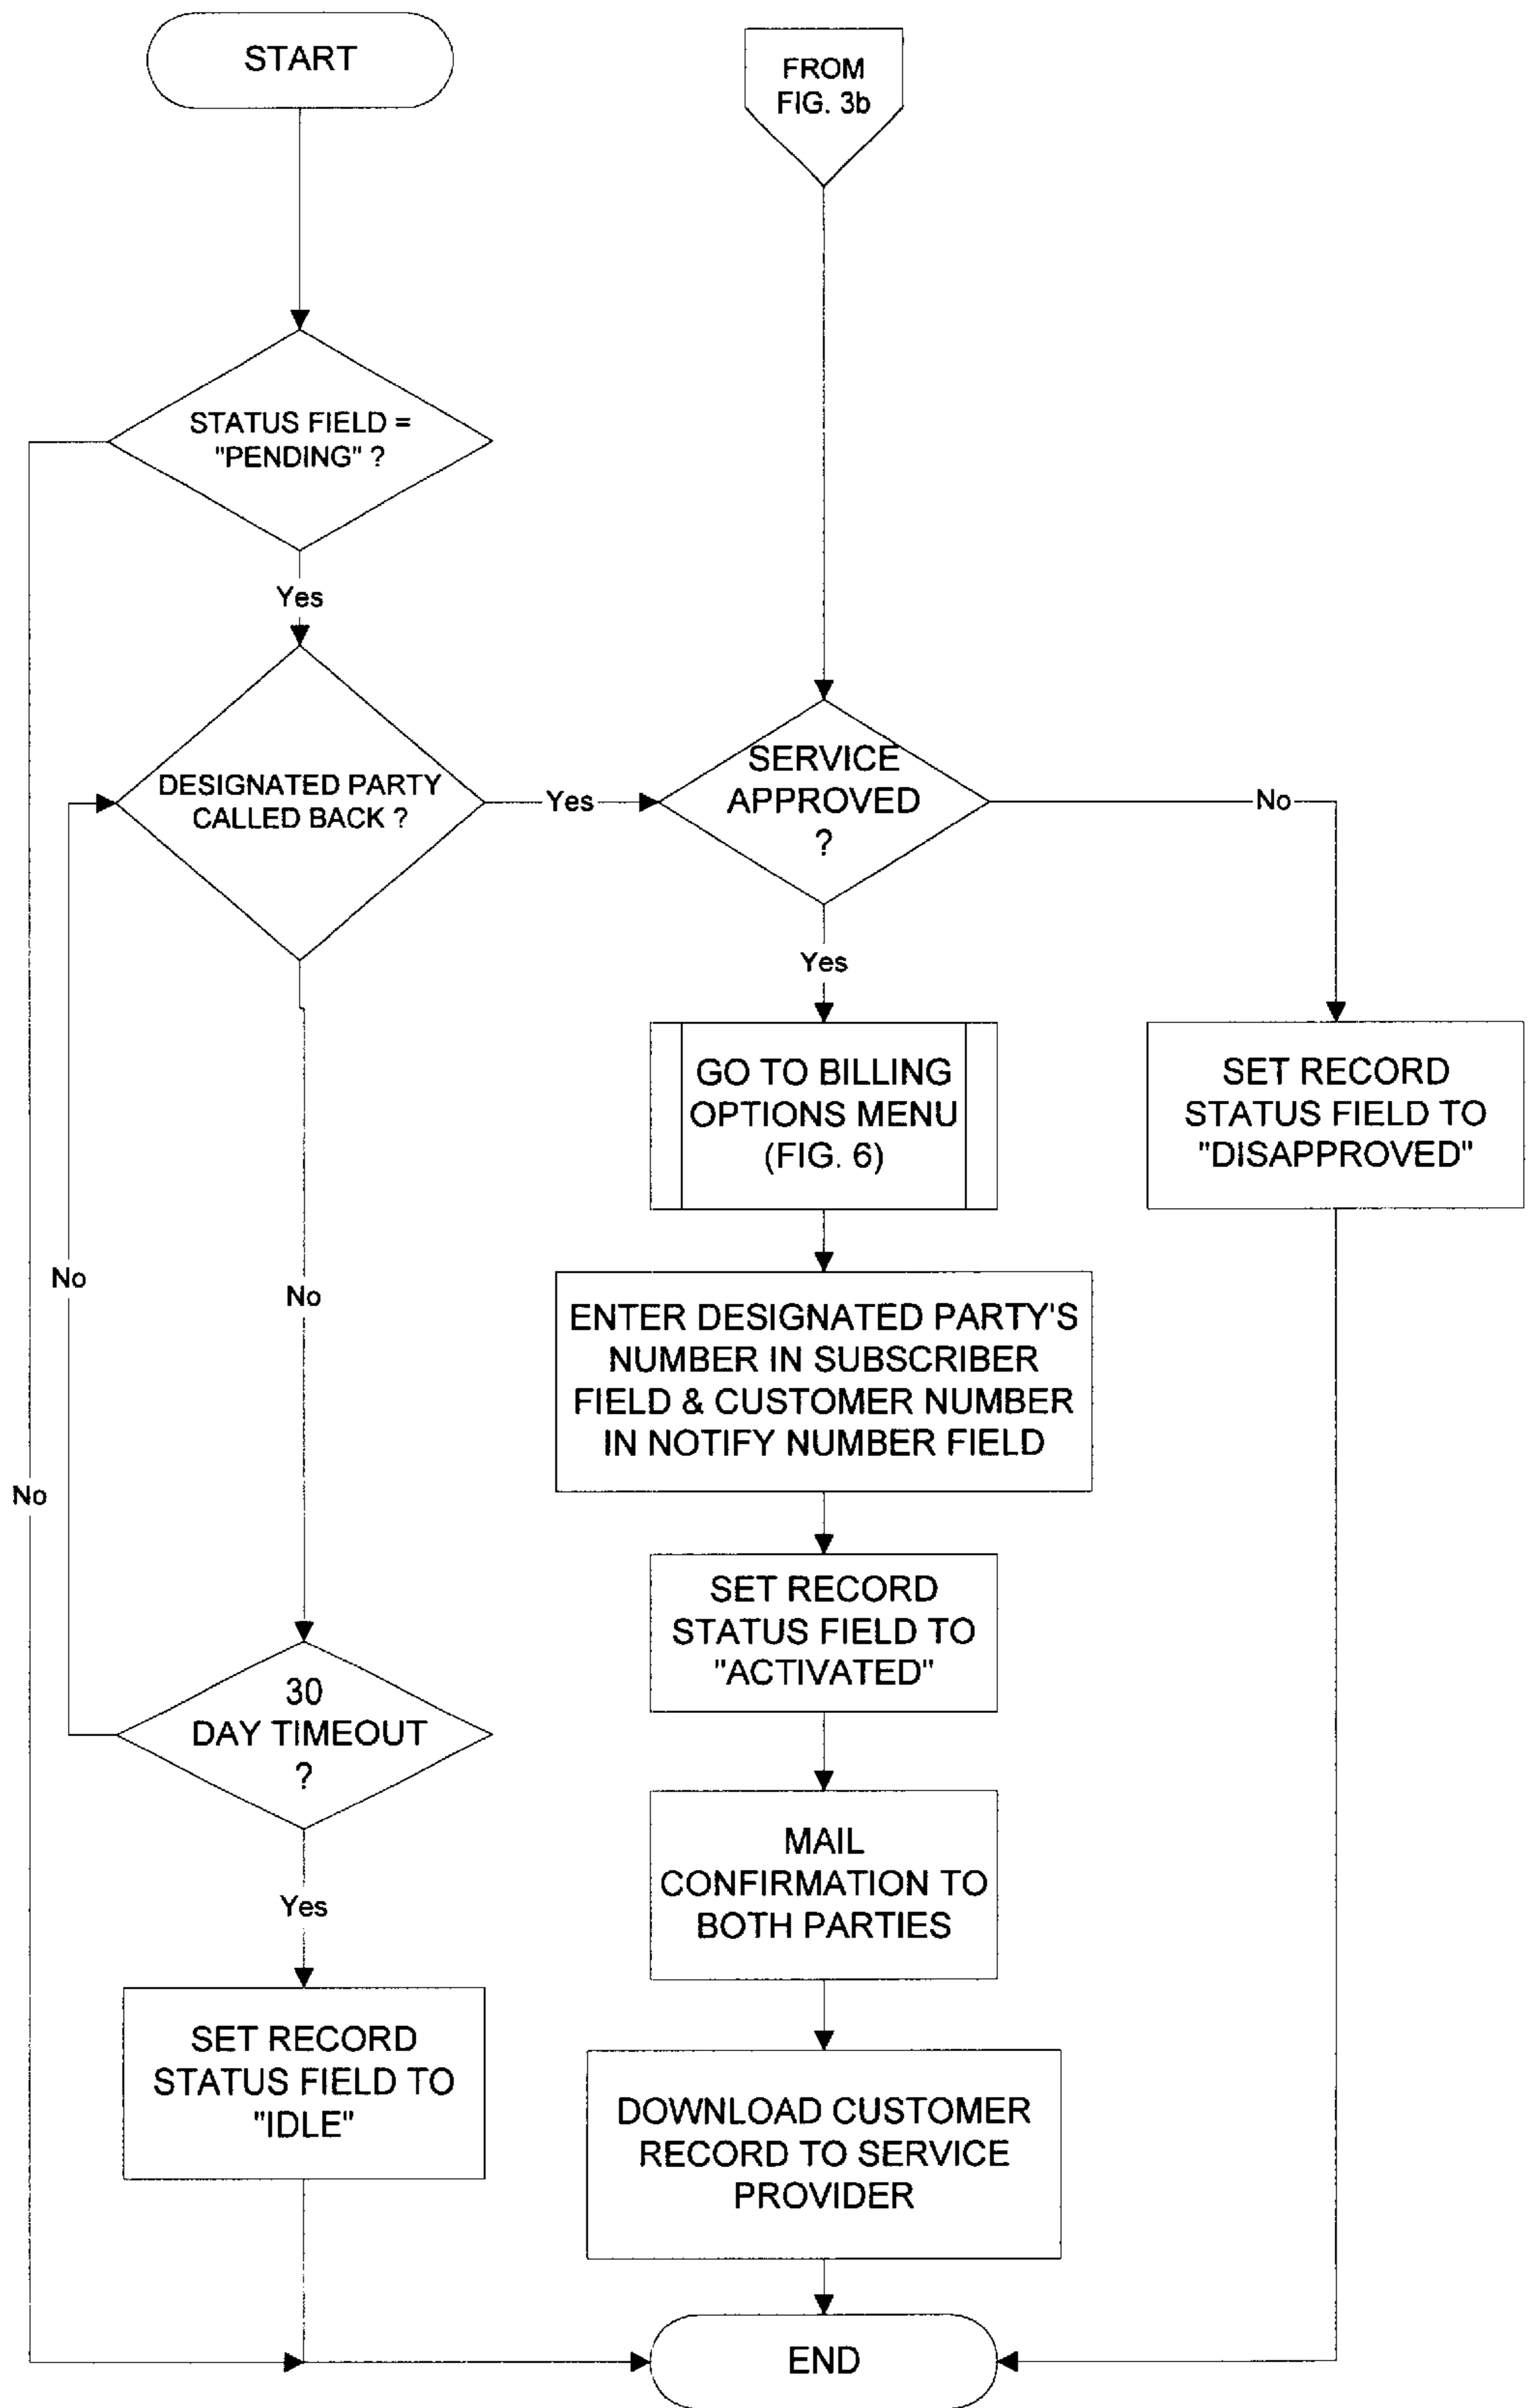 START
FROM
FIG. 3b
STATUS FIELD =
"PENDING" ?
Yes
DESIGNATED PARTY
CALLED BACK ?
Yes
SERVICE
APPROVED
?
No
Yes
GO TO BILLING
OPTIONS MENU
(FIG. 6)
SET RECORD
STATUS FIELD TO
"DISAPPROVED"
No
No
ENTER DESIGNATED PARTY'S
NUMBER IN SUBSCRIBER
FIELD & CUSTOMER NUMBER
IN NOTIFY NUMBER FIELD
No
SET RECORD
STATUS FIELD TO
"ACTIVATED"
30
DAY TIMEOUT
?
MAIL
CONFIRMATION TO
BOTH PARTIES
Yes
SET RECORD
STATUS FIELD TO
"IDLE"
DOWNLOAD CUSTOMER
RECORD TO SERVICE
PROVIDER
END